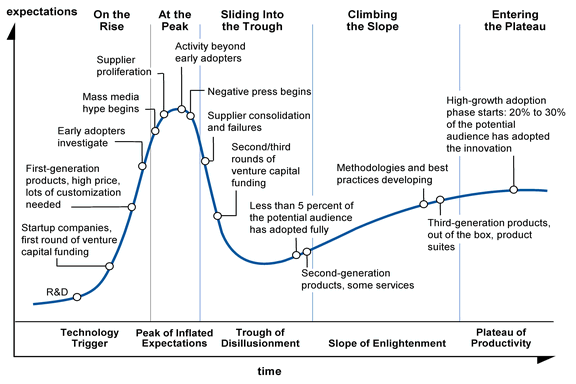 expectations
On the
Rise
At the
Peak
Sliding Into
the Trough
Climbing
the Slope
Entering
the Plateau
Activity beyond
early adopters
Supplier
proliferation
Negative press begins
Mass media
hype begins
Supplier consolidation
and failures
Early adopters
investigate
Second/third
rounds of
venture capital
funding
First-generation
products, high price,
lots of customization
needed
Less than 5 percent of
the potential audience
has adopted fully
Startup companies,
first round of venture
capital funding
R&D
Second-generation
products, some services
Methodologies and best
practices developing
High-growth adoption
phase starts: 20% to 30%
of the potential
audience has adopted
the innovation
Third-generation products,
out of the box, product
suites
Technology
Trigger
Peak of Inflated
Expectations
Trough of
Disillusionment
Slope of Enlightenment
Plateau of
Productivity
time